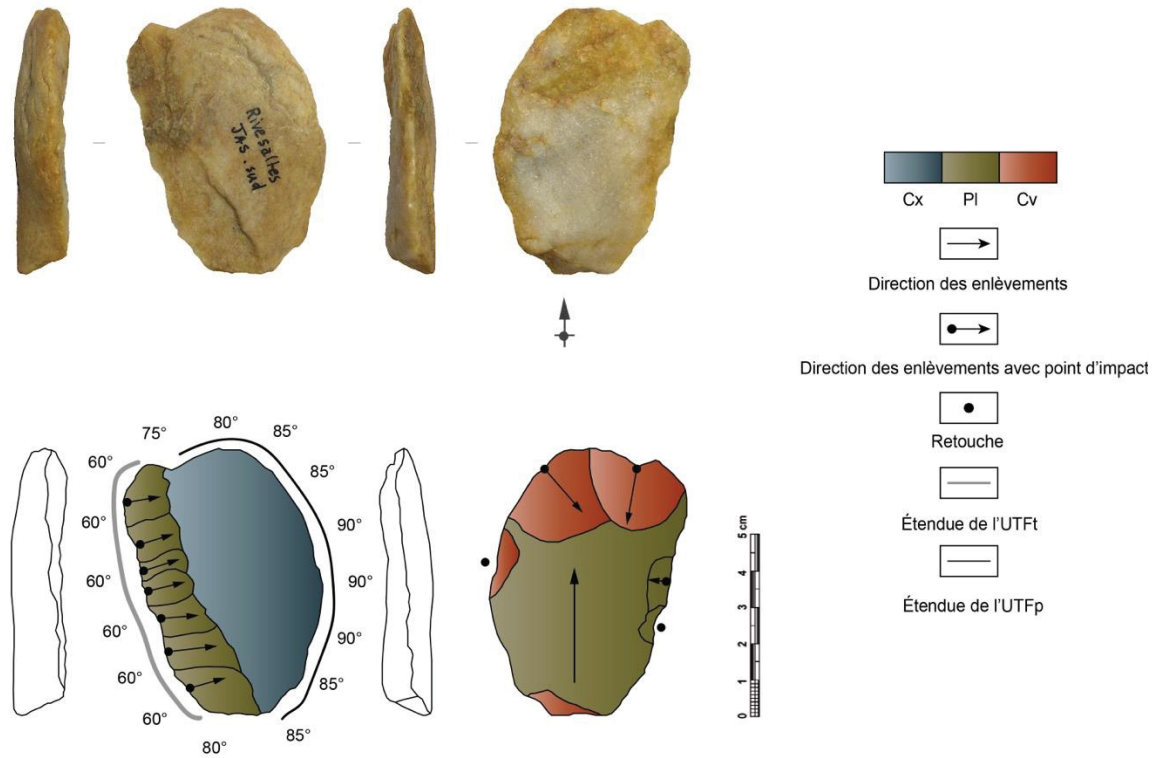 Rivesaltes
JAS. sud
Cx Pl Cv
Direction des enlèvements
Direction des enlèvements avec point d'impact
Retouche
Étendue de l'UTFt
Étendue de l'UTFp
80°
75°
85°
60°
85°
60°
90°
60°
90°
60°
90°
60°
85°
60°
85°
80°
5 cm
4
3
2
1
0